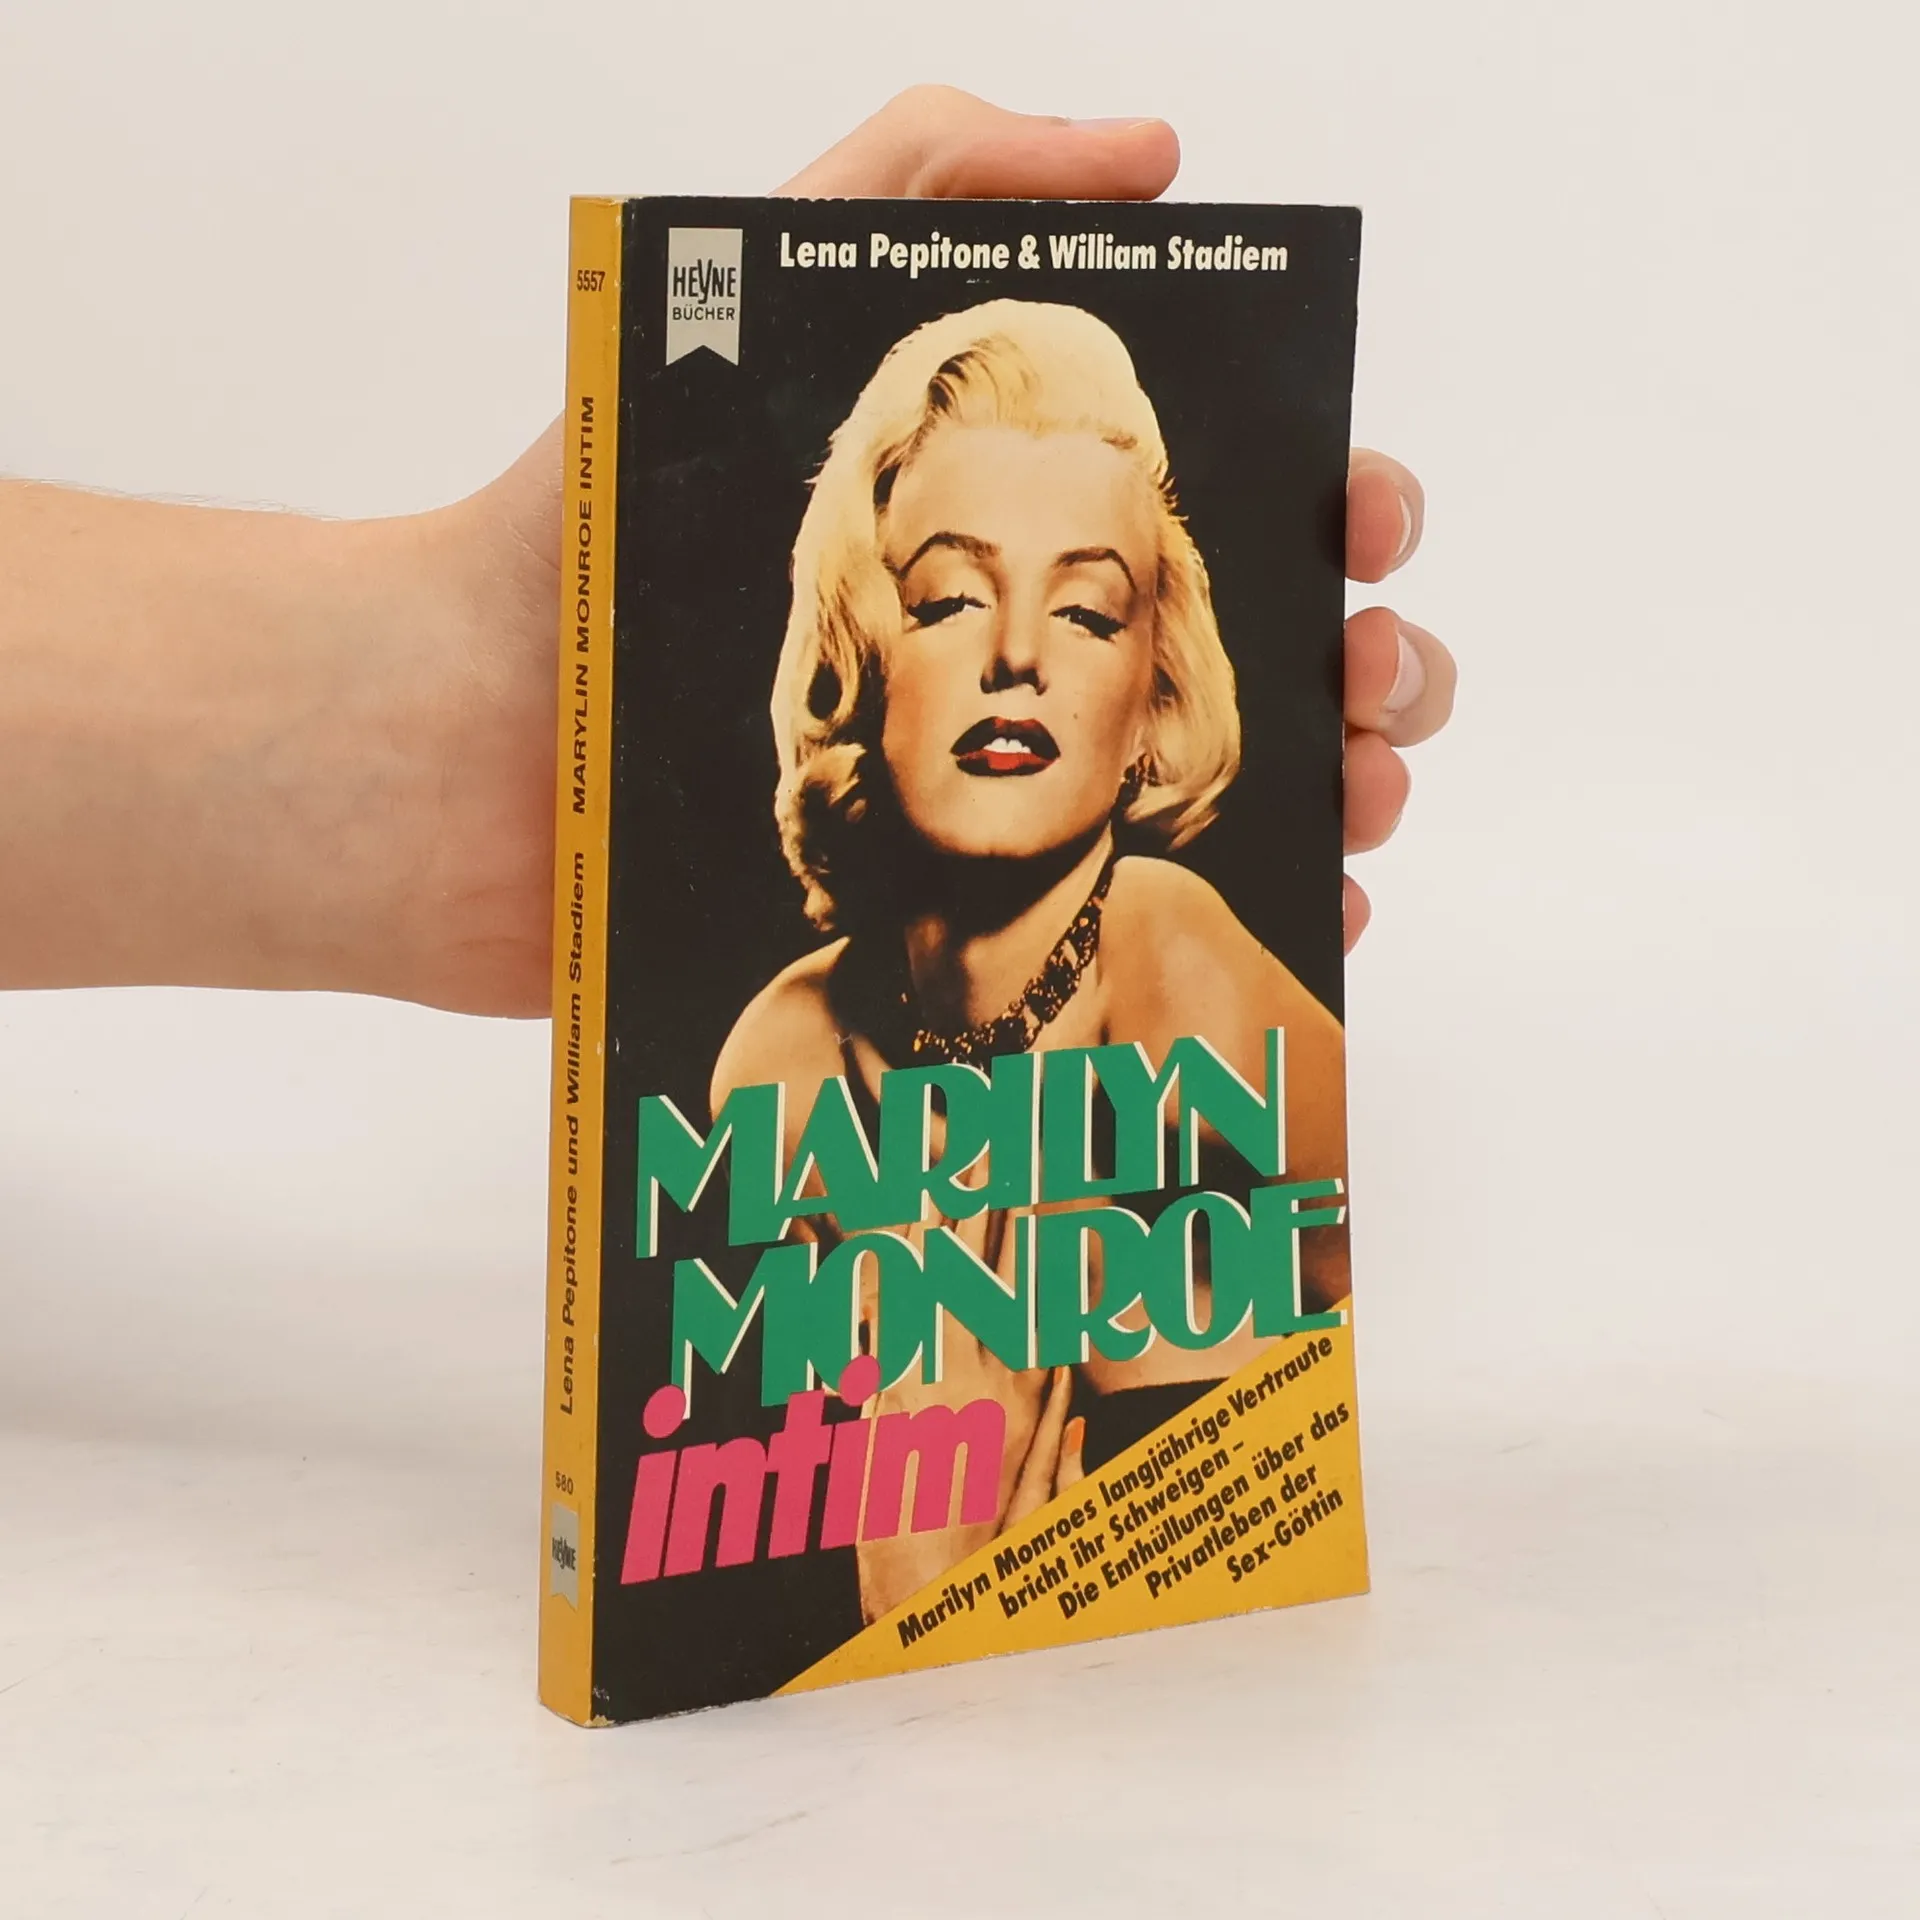 Lena Pepitone & William Stadiem
HEYNE
BÜCHER
MARILYN
MONROE
intim
Marilyn Monroes langjährige Vertraute
bricht ihr Schweigen –
Die Enthüllungen über das
Privatleben der
Sex-Göttin
5557
Lena Pepitone und William Stadiem MARYLIN MONROE INTIM
580
HEYNE